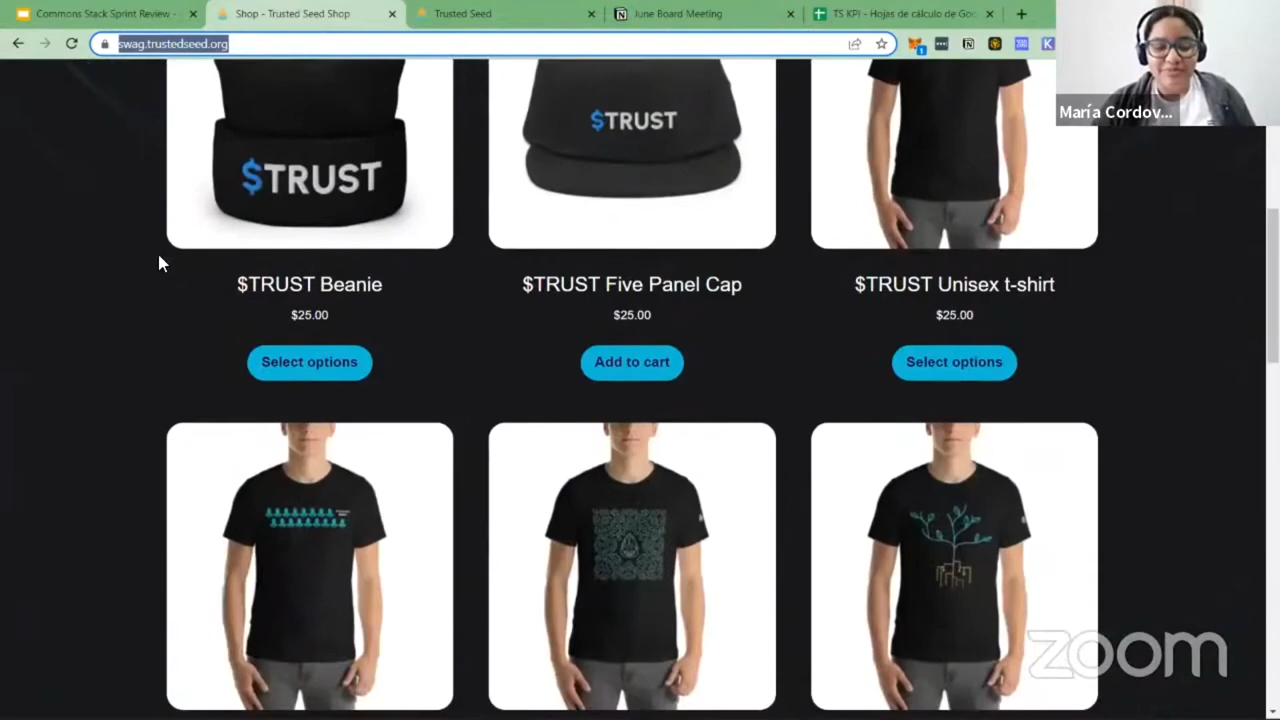 Commons Stack Sprint Review -
Shop - Trusted Seed Shop
Trusted Seed
June Board Meeting
TS KPI - Hojas de cálculo de Goo
swag.trustedseed.org
María Cordov...
$TRUST
$TRUST
$TRUST Beanie
$TRUST Five Panel Cap
$TRUST Unisex t-shirt
$25.00
$25.00
$25.00
Select options
Add to cart
Select options
zoom